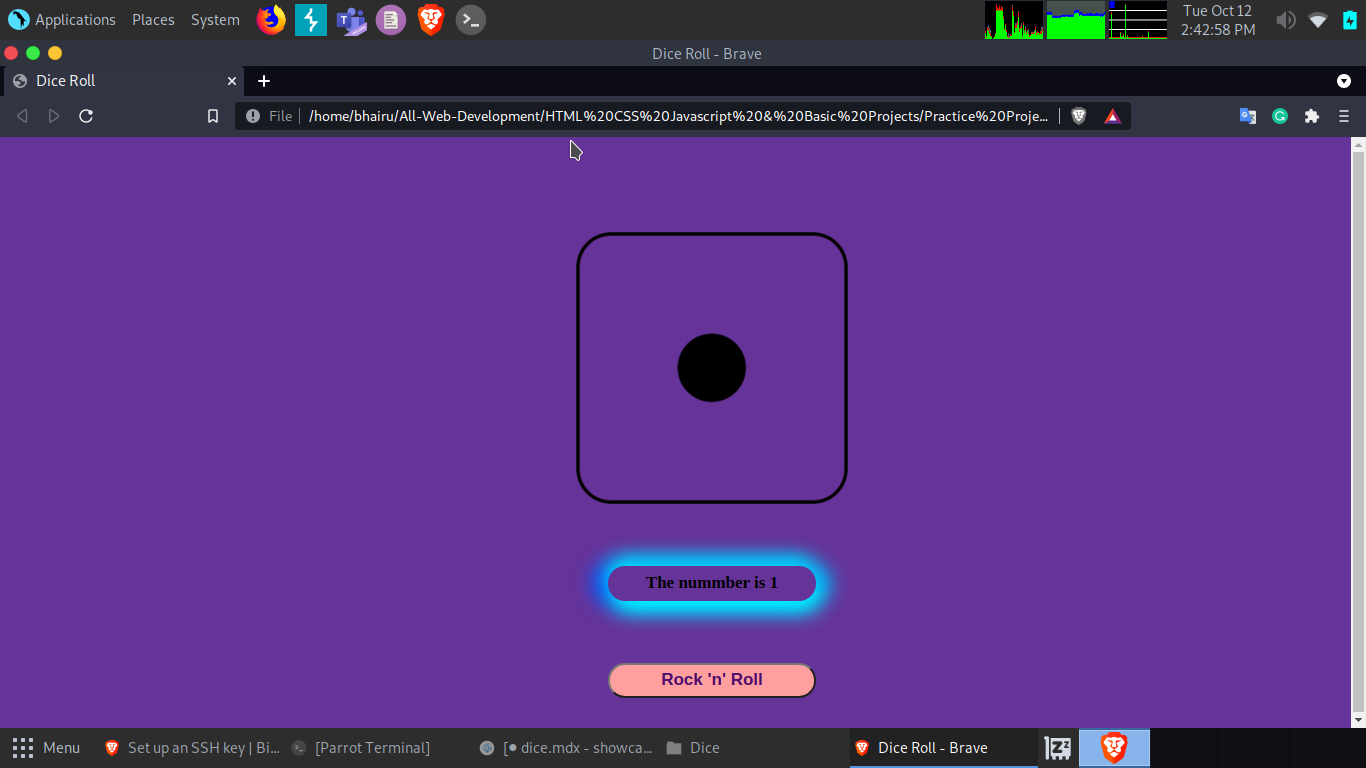 Applications Places System
Tue Oct 12
2:42:58 PM
Dice Roll - Brave
Dice Roll
File /home/bhairu/All-Web-Development/HTML%20CSS%20Javascript%20&%20Basic%20Projects/Practice%20Proje...
The nummber is 1
Rock 'n' Roll
Menu Set up an SSH key | Bi... [Parrot Terminal] [● dice.mdx - showca... Dice Dice Roll - Brave